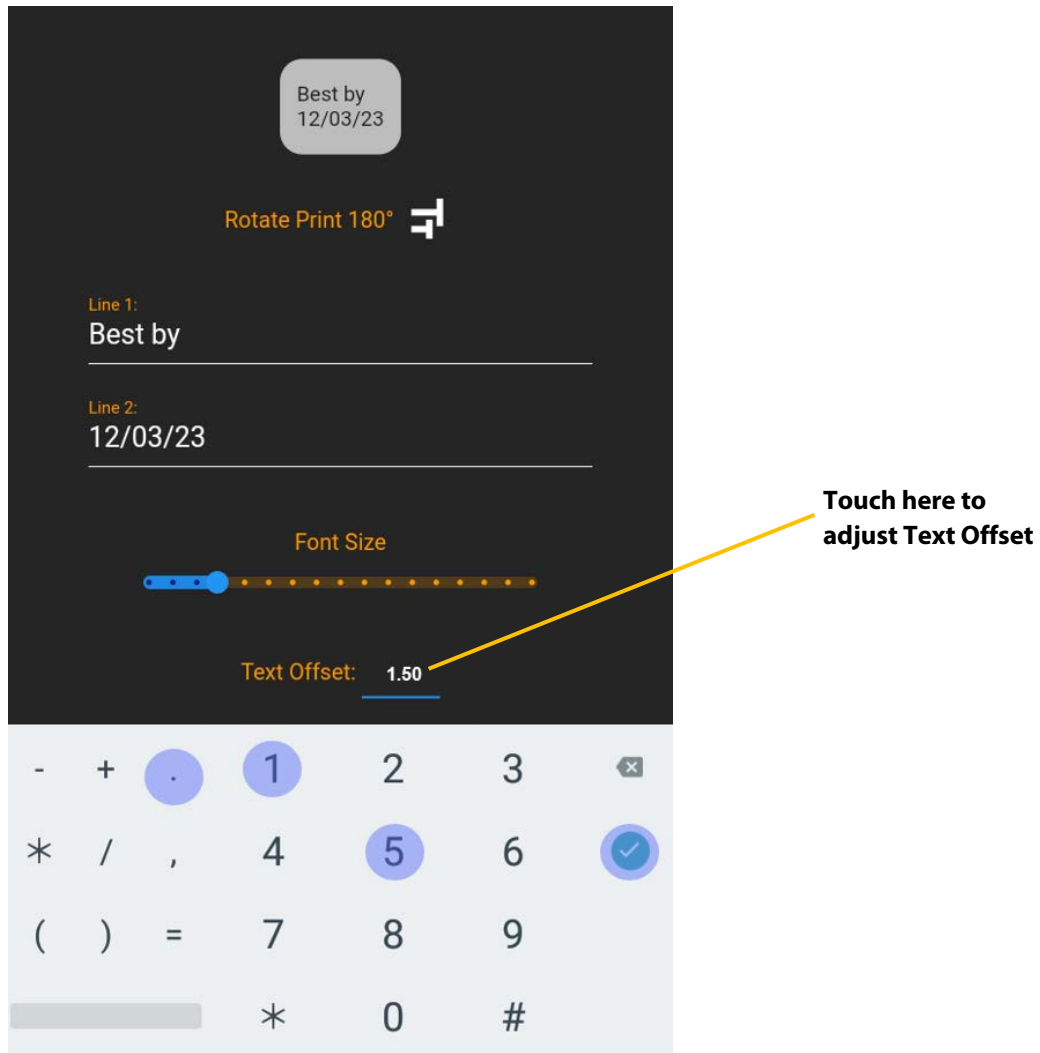 Best by
12/03/23
Rotate Print 180°
Line 1:
Best by
Line 2:
12/03/23
Touch here to
adjust Text Offset
Font Size
Text Offset: 1.50
- + . 1 2 3
* / , 4 5 6
( ) = 7 8 9
* 0 #